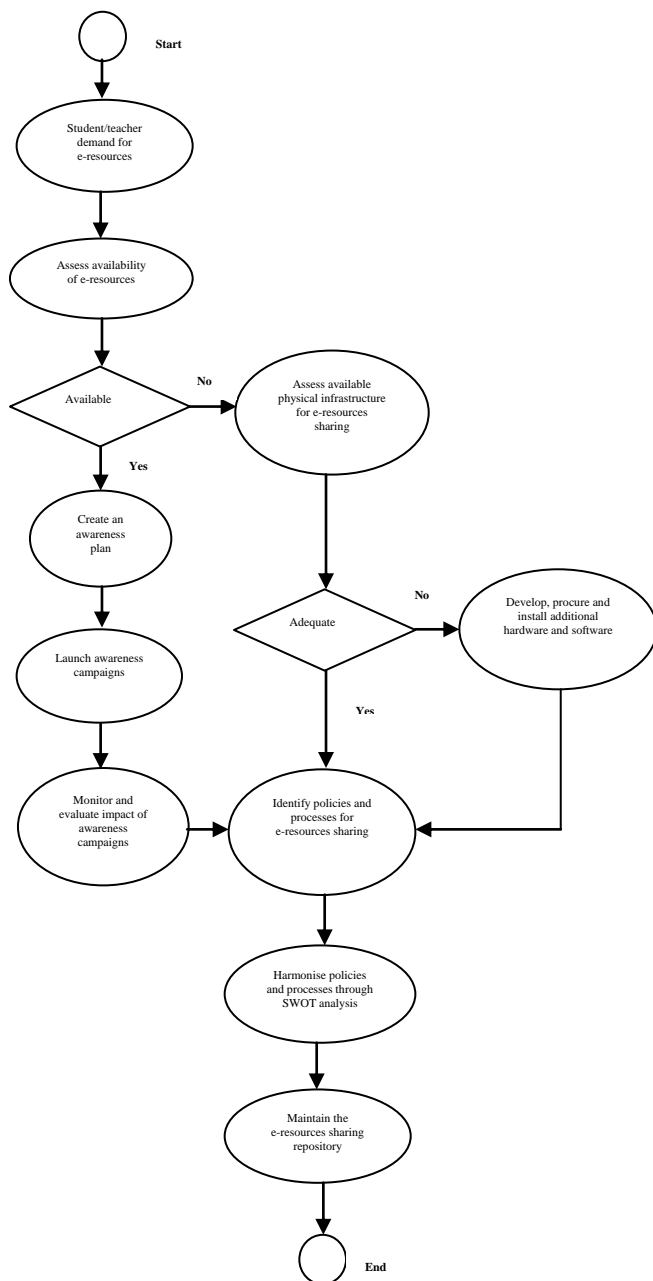 Start
Student/teacher
demand for
e-resources
Assess availability
of e-resources
Available
No
Assess available
physical infrastructure
for e-resources
sharing
Yes
Create an
awareness
plan
Adequate
No
Develop, procure and
install additional
hardware and software
Launch awareness
campaigns
Yes
Monitor and
evaluate impact of
awareness
campaigns
Identify policies and
processes for
e-resources sharing
Harmonise policies
and processes through
SWOT analysis
Maintain the
e-resources sharing
repository
End